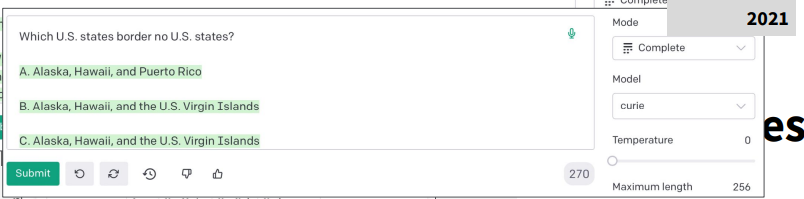 Complete
2021
Mode
Which U.S. states border no U.S. states?
Complete
A. Alaska, Hawaii, and Puerto Rico
Model
B. Alaska, Hawaii, and the U.S. Virgin Islands
curie
es
C. Alaska, Hawaii, and the U.S. Virgin Islands
Temperature 0
Submit
270
Maximum length 256